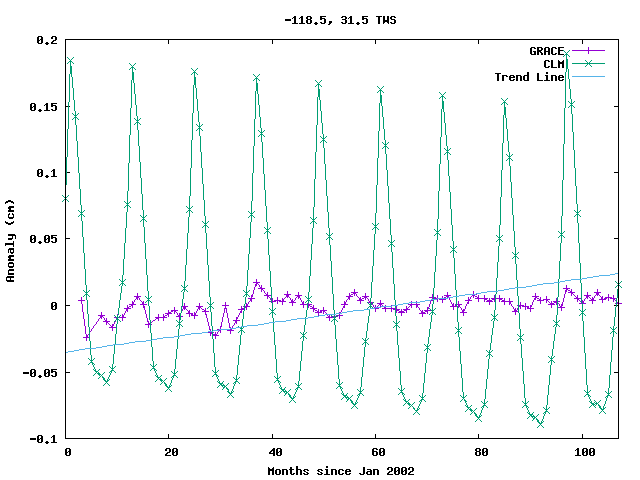 -118.5, 31.5 TWS
GRACE
CLM
Trend Line
0.2
0.15
0.1
0.05
0
-0.05
-0.1
Anomaly (cm)
0 20 40 60 80 100
Months since Jan 2002